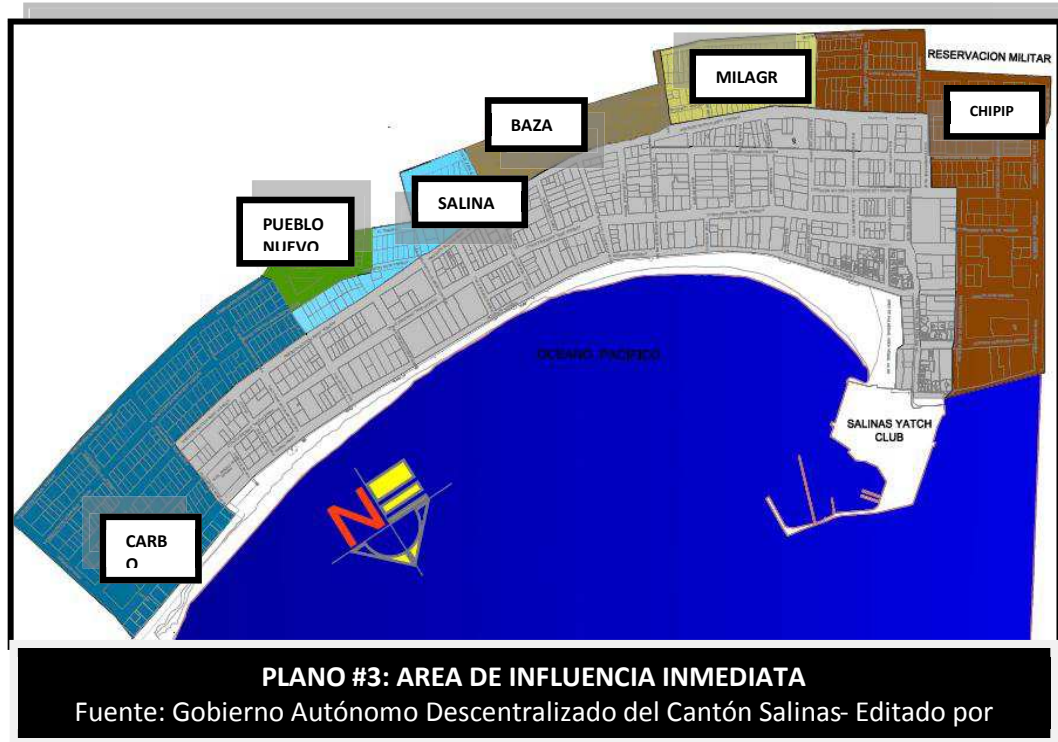 RESERVACION MILITAR
MILAGR
CHIPIP
BAZA
SALINA
PUEBLO
NUEVO
OCEANO PACIFICO
SALINAS YATCH
CLUB
N
CARB
O
PLANO #3: AREA DE INFLUENCIA INMEDIATA
Fuente: Gobierno Autónomo Descentralizado del Cantón Salinas- Editado por